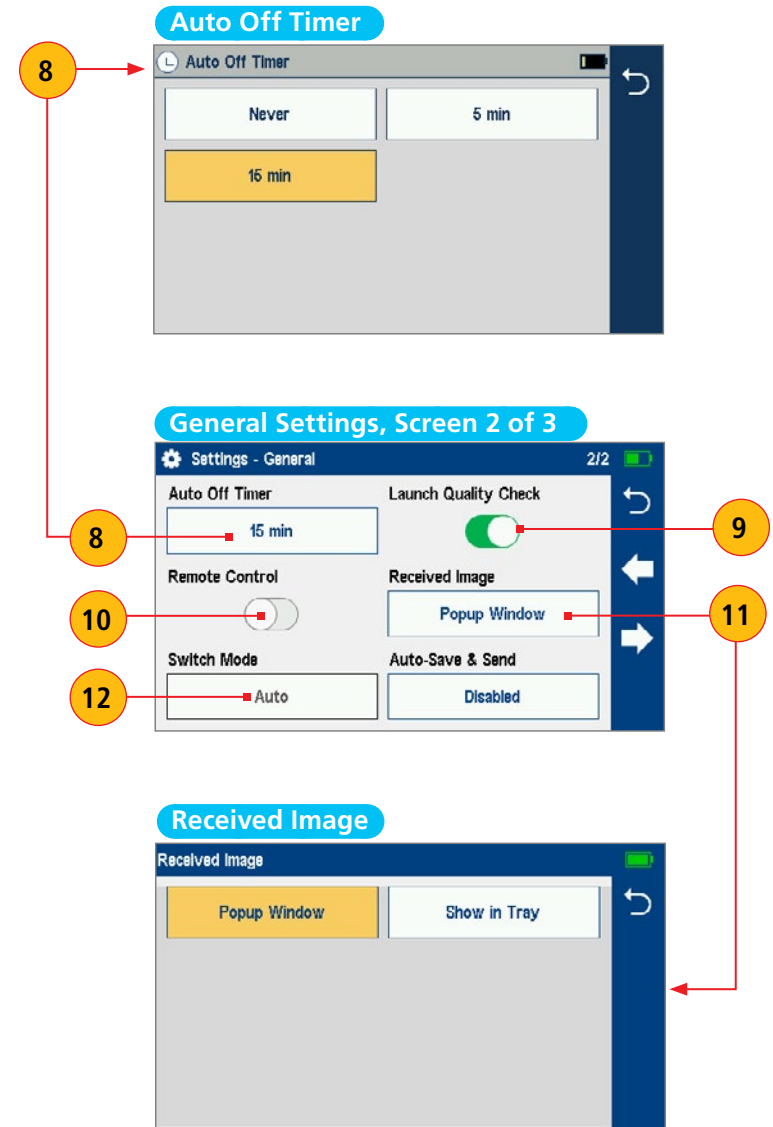 Auto Off Timer
8
Auto Off Timer
Never
5 min
15 min
General Settings, Screen 2 of 3
Settings - General 2/2
Auto Off Timer Launch Quality Check
8 15 min 9
Remote Control Received Image
10 Popup Window 11
Switch Mode Auto-Save & Send
12 Auto Disabled
Received Image
Received Image
Popup Window Show in Tray